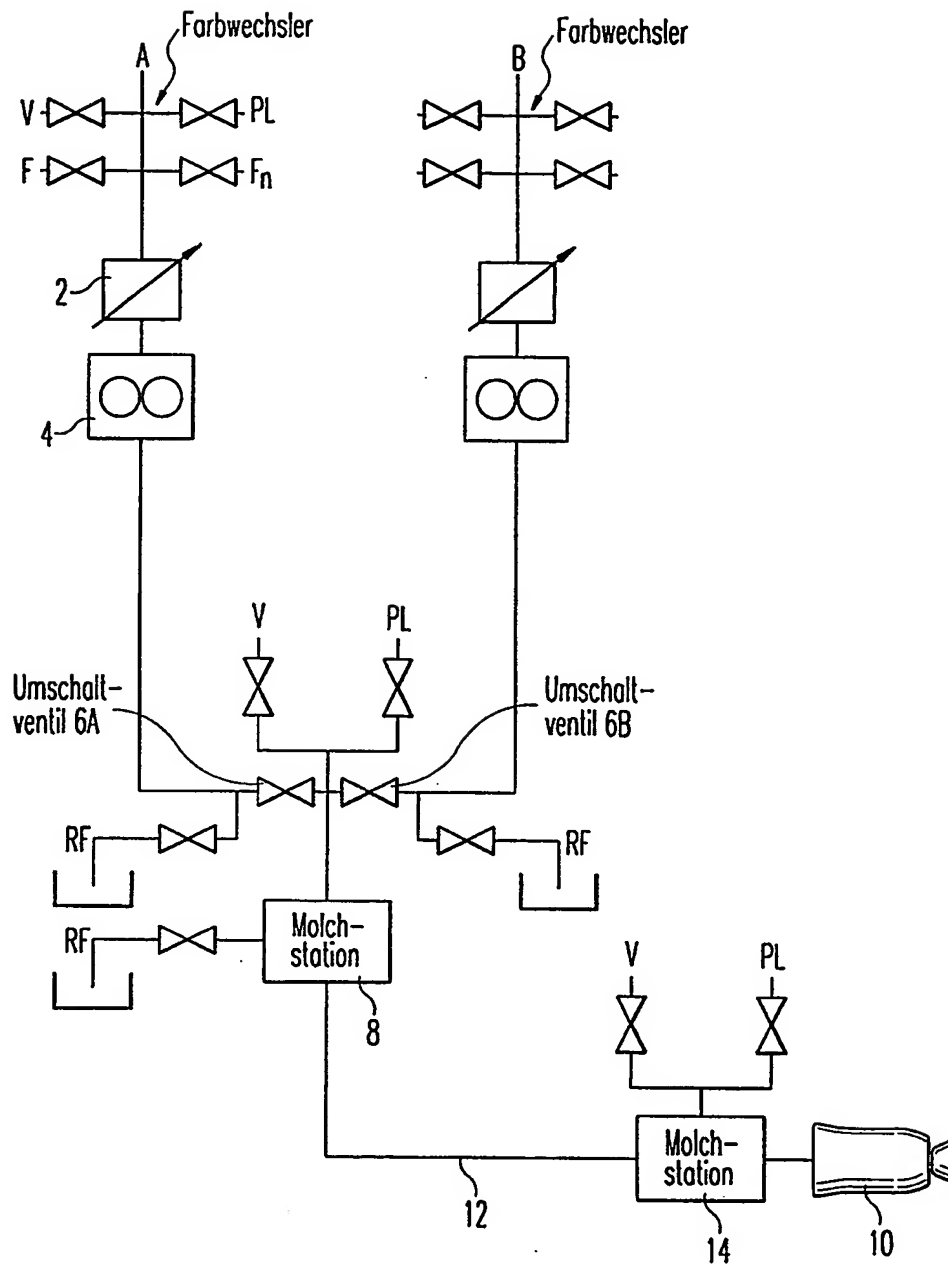 Farbwechsler
Farbwechsler
A
B
V
PL
F
Fn
2
4
V
PL
Umschalt-
ventil 6A
Umschalt-
ventil 6B
RF
RF
RF
Molch-
station
8
V
PL
Molch-
station
12
14
10